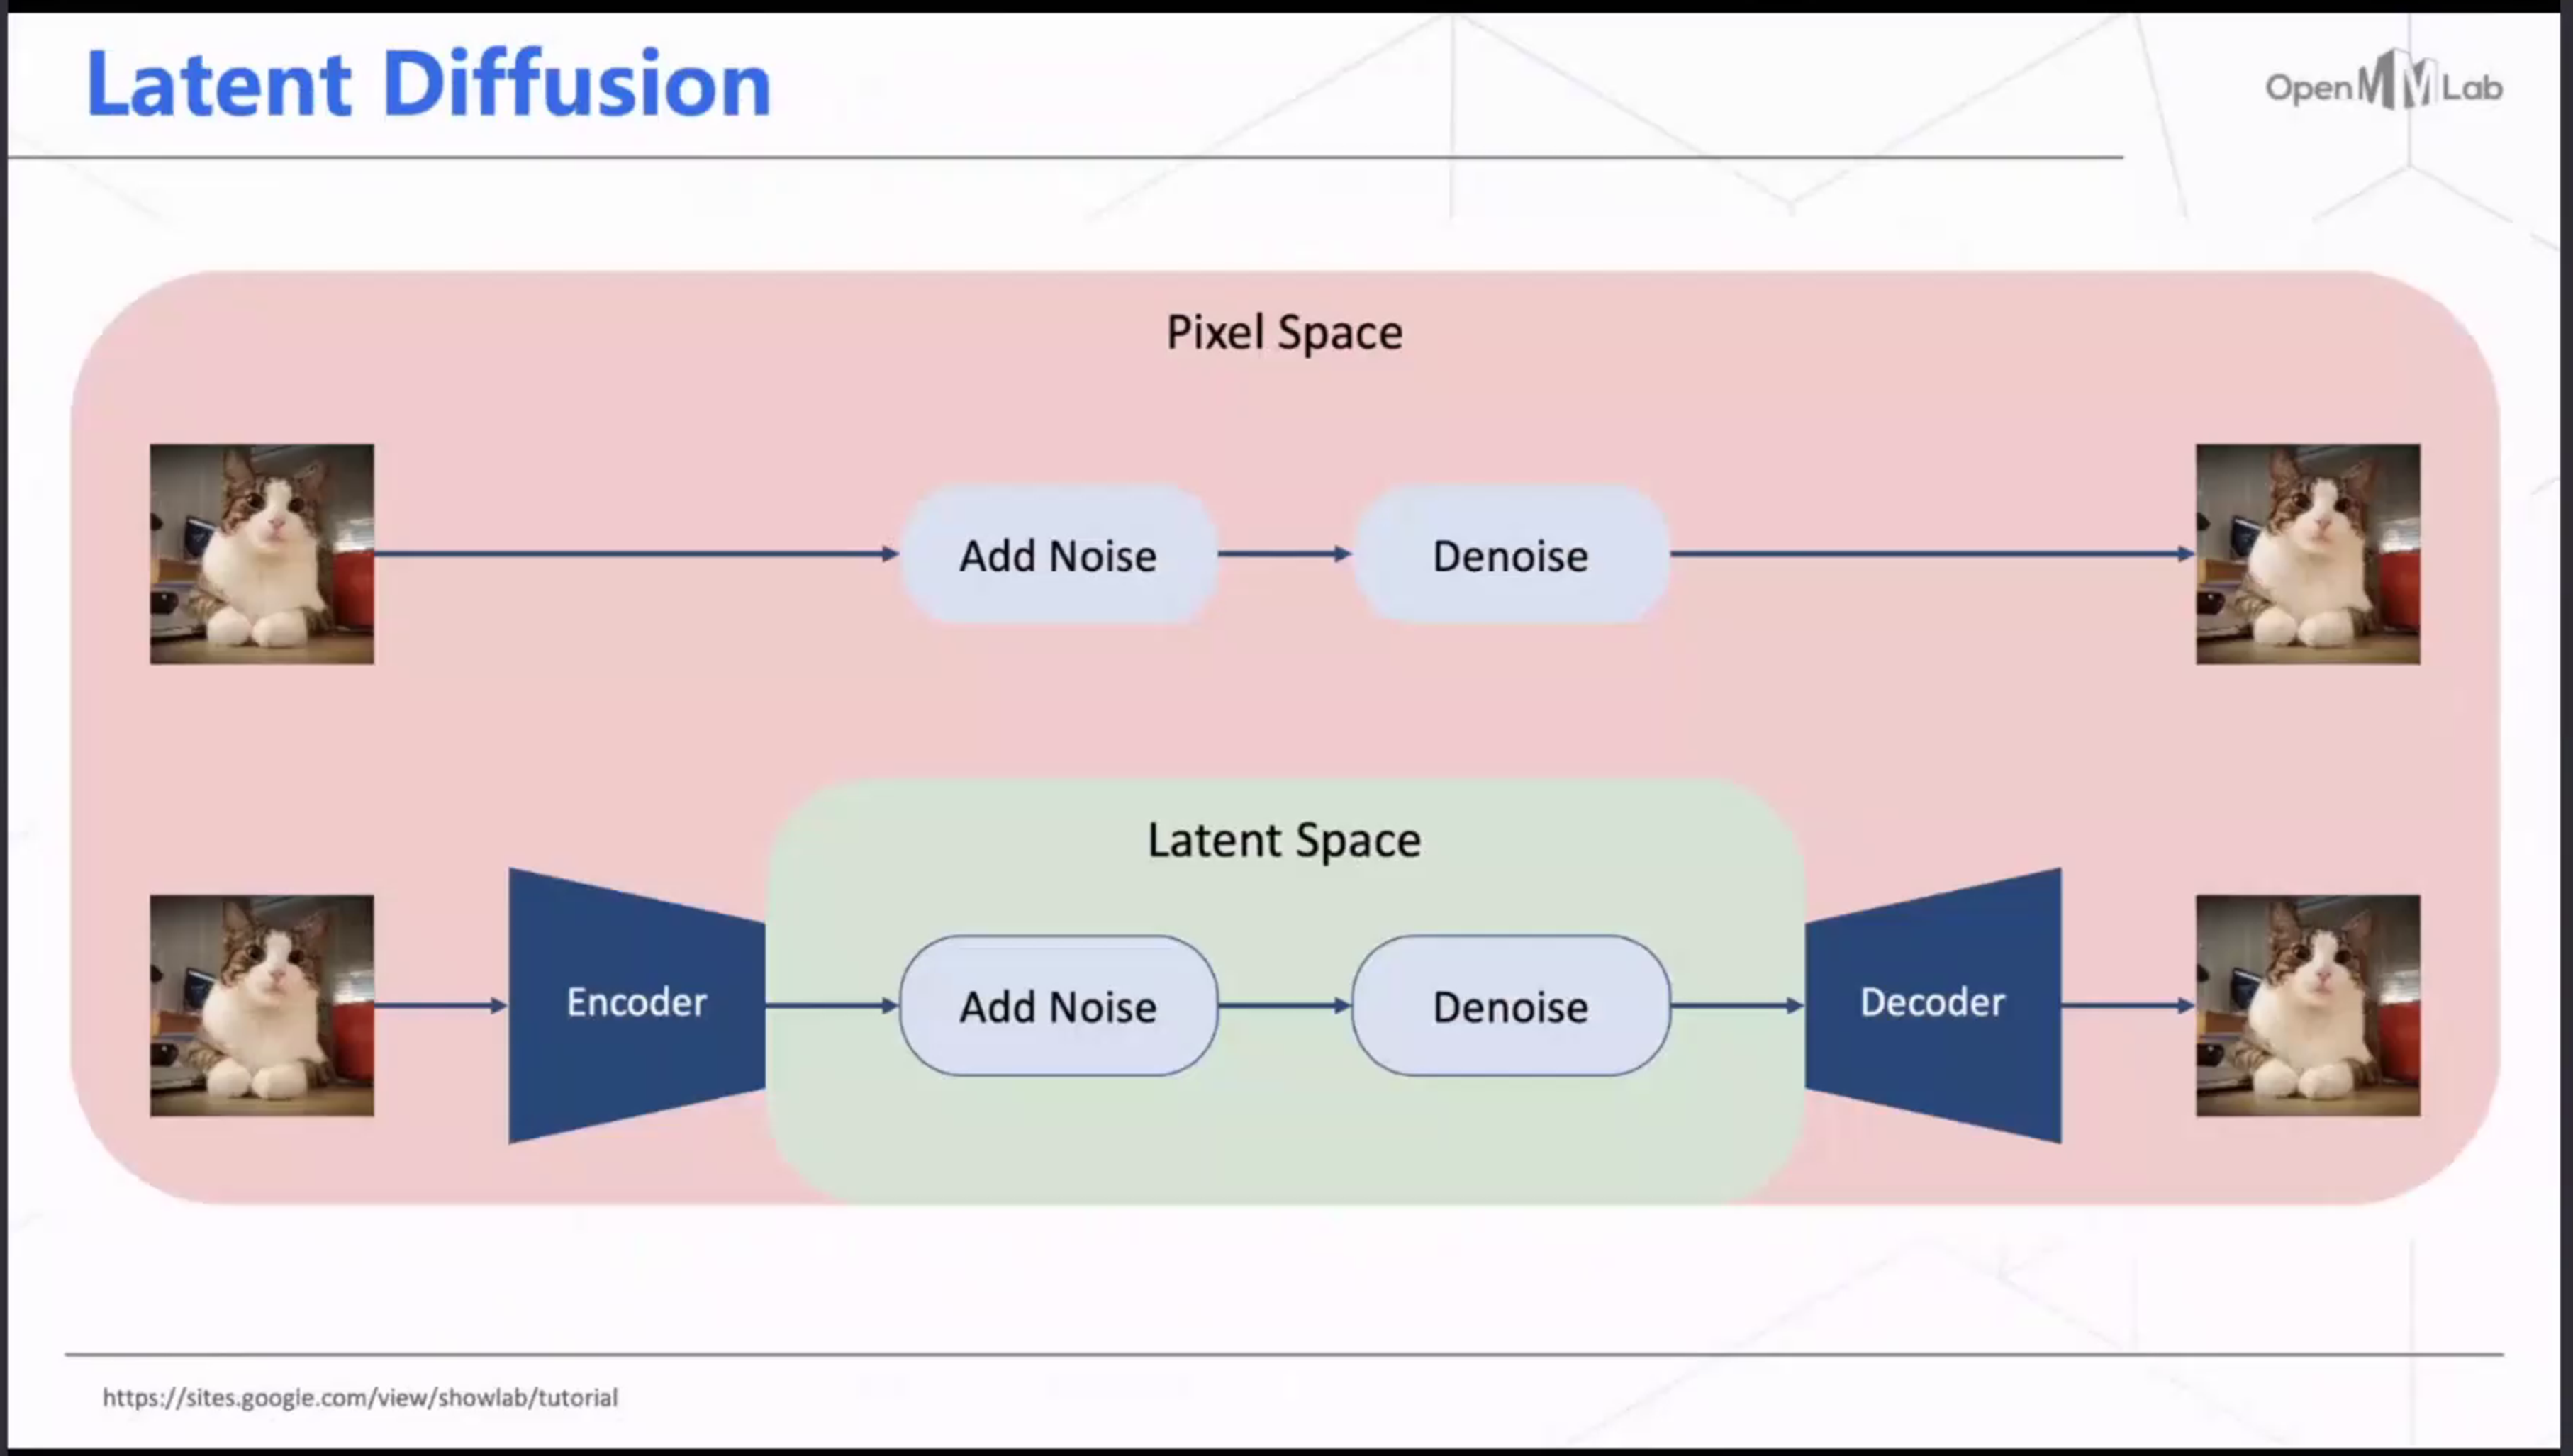 Latent Diffusion
OpenMMLab
Pixel Space
Add Noise
Denoise
Latent Space
Encoder
Add Noise
Denoise
Decoder
https://sites.google.com/view/showlab/tutorial